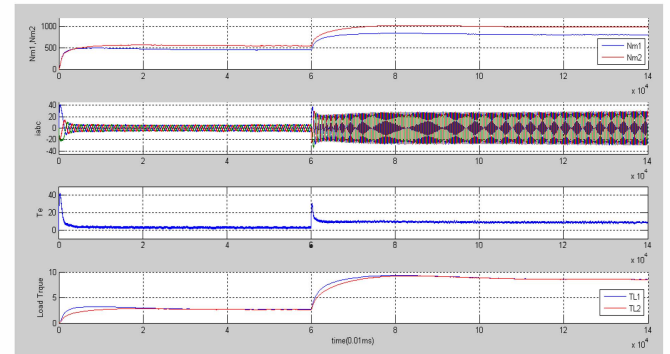 1000
500
0
Nm1,Nm2
Nm1
Nm2
0 2 4 6 8 10 12 14
x 10^4
40
20
0
-20
-40
iabc
0 2 4 6 8 10 12 14
x 10^4
40
20
0
Te
0 2 4 6 8 10 12 14
x 10^4
10
5
0
Load Trque
TL1
TL2
0 2 4 6 8 10 12 14
time(0.01ms)
x 10^4